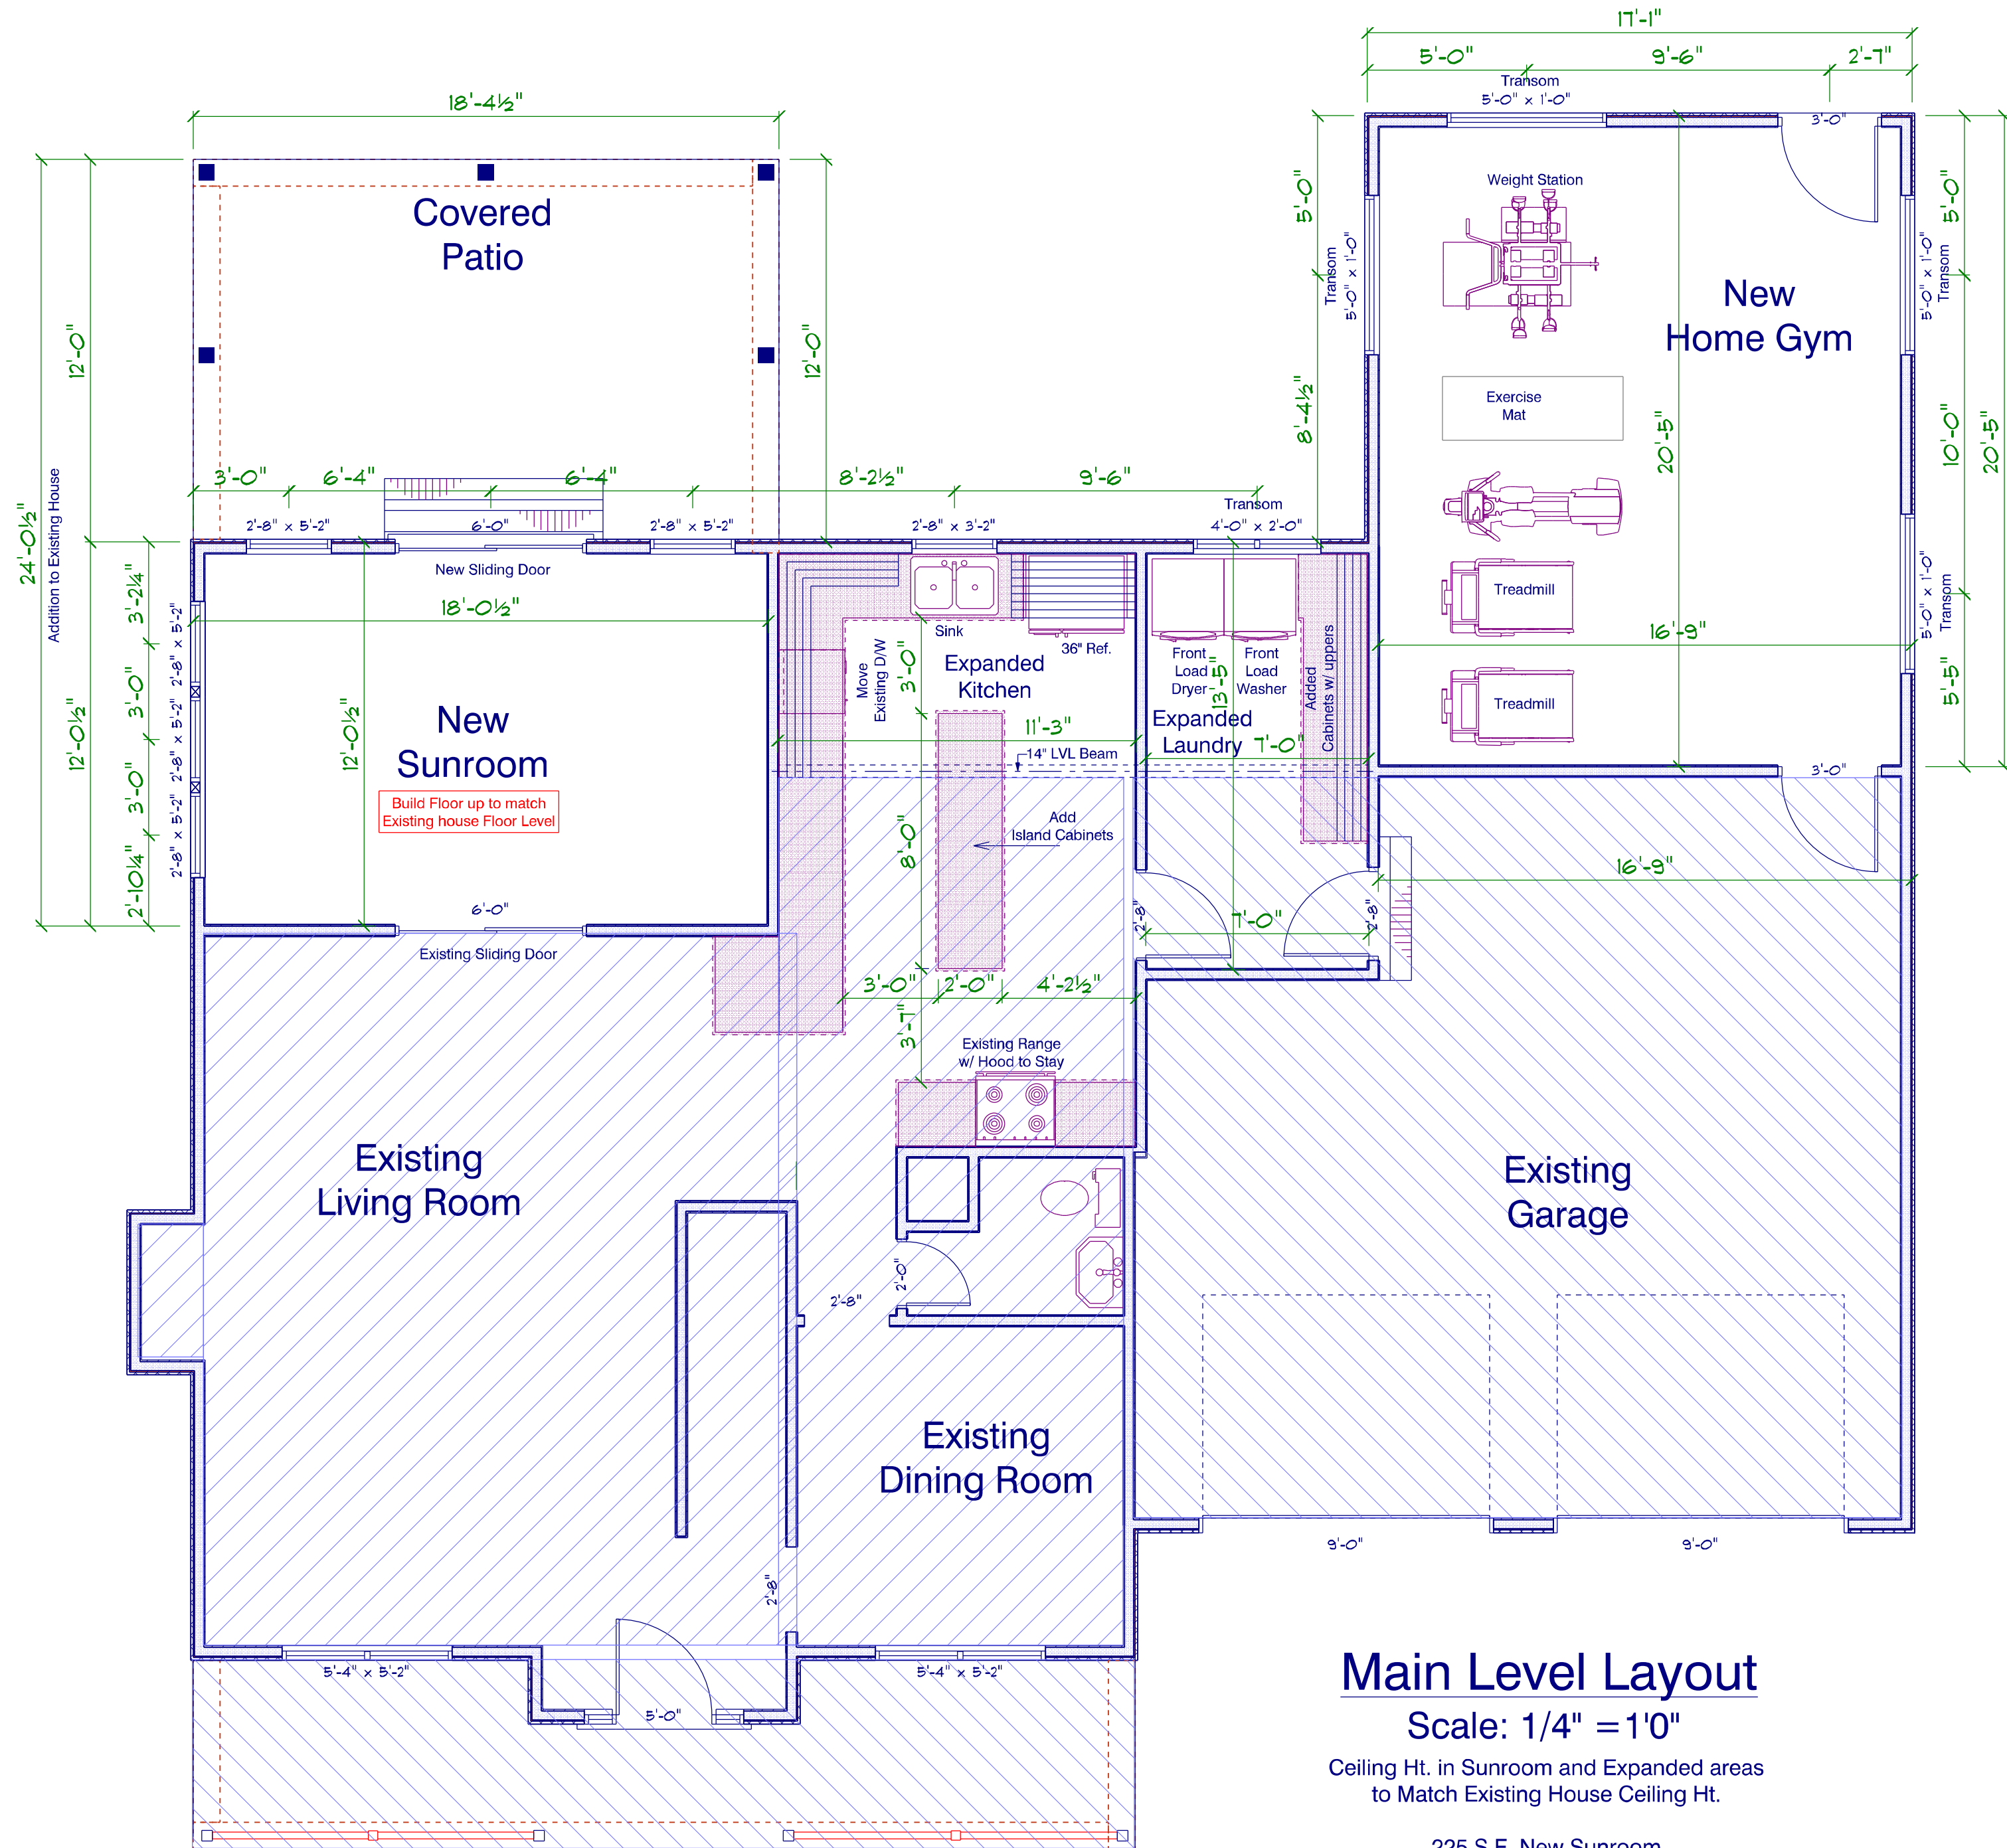 17'-1"
5'-0" 9'-6" 2'-7"
Transom
5'-0" x 1'-0"
3'-0"
18'-4½"
Covered
Patio
12'-0"
12'-0"
24'-0½"
Addition to Existing House
3'-0" 6'-4" 6'-4" 8'-2½" 9'-6"
2'-8" x 5'-2"
6'-0"
2'-8" x 5'-2"
2'-8" x 3'-2"
Transom
4'-0" x 2'-0"
5'-0"
Transom
5'-0" x 1'-0"
8'-4½"
Weight Station
New
Home Gym
Exercise
Mat
Treadmill
Treadmill
20'-5"
16'-9"
5'-0"
5'-0" x 1'-0"
Transom
10'-0"
20'-5"
5'-0" x 1'-0"
Transom
5'-5"
3'-0"
New Sliding Door
18'-0½"
12'-0½"
3'-2¼"
3'-0"
3'-0"
2'-10¼"
2'-8" x 5'-2"
2'-8" x 5'-2"
2'-8" x 5'-2"
12'-0½"
New
Sunroom
Build Floor up to match
Existing house Floor Level
6'-0"
Existing Sliding Door
Sink
36" Ref.
Move
Existing D/W
3'-0"
Expanded
Kitchen
11'-3"
14" LVL Beam
Add
Island Cabinets
8'-0"
3'-0" 2'-0" 4'-2½"
3'-7"
Existing Range
w/ Hood to Stay
Front
Load
Dryer
Front
Load
Washer
13'-5"
Added
Cabinets w/ uppers
Expanded
Laundry
7'-0"
2'-8"
7'-0"
2'-8"
16'-9"
Existing
Living Room
Existing
Garage
2'-0"
2'-8"
Existing
Dining Room
2'-8"
9'-0"
9'-0"
5'-4" x 5'-2"
5'-0"
5'-4" x 5'-2"
Main Level Layout
Scale: 1/4" =1'0"
Ceiling Ht. in Sunroom and Expanded areas
to Match Existing House Ceiling Ht.
225 S.F. New Sunroom